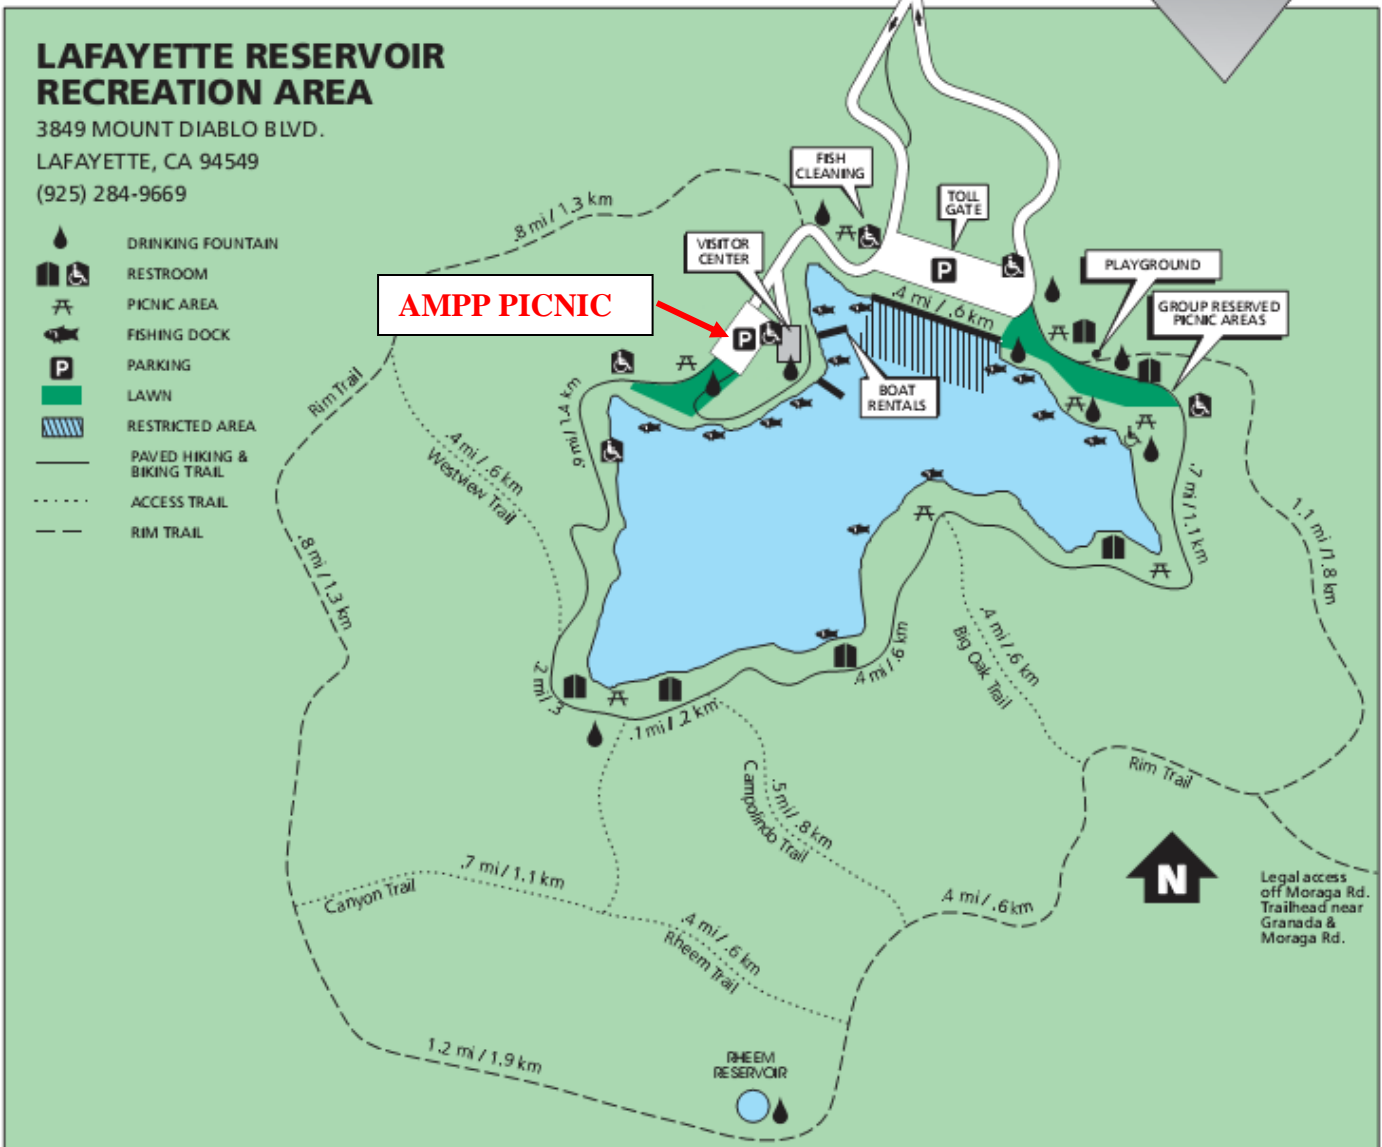 LAFAYETTE RESERVOIR
RECREATION AREA
3849 MOUNT DIABLO BLVD.
LAFAYETTE, CA 94549
(925) 284-9669
DRINKING FOUNTAIN
RESTROOM
PICNIC AREA
FISHING DOCK
P
PARKING
LAWN
RESTRICTED AREA
PAVED HIKING &
BIKING TRAIL
ACCESS TRAIL
RIM TRAIL
FISH
CLEANING
TOLL
GATE
VISITOR
CENTER
P
PLAYGROUND
GROUP RESERVED
PICNIC AREAS
AMPP PICNIC
P
BOAT
RENTALS
.8 mi / 1.3 km
.4 mi / .6 km
Rim Trail
.9 mi / 1.4 km
.4 mi / .6 km
Westview Trail
.7 mi / 1.1 km
1.1 mi / 1.8 km
.8 mi / 1.3 km
.2 mi / .3
.1 mi / .2 km
.4 mi / .6 km
.4 mi / .6 km
Big Oak Trail
Rim Trail
.5 mi / .8 km
Campolindo Trail
.7 mi / 1.1 km
Canyon Trail
.4 mi / .6 km
Rheem Trail
.4 mi / .6 km
N
Legal access
off Moraga Rd.
Trailhead near
Granada &
Moraga Rd.
1.2 mi / 1.9 km
RHEEM
RESERVOIR